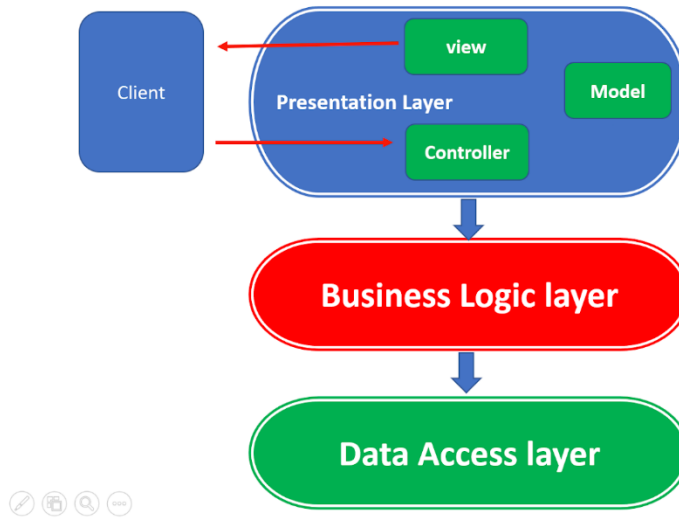 view
Client
Model
Presentation Layer
Controller
Business Logic layer
Data Access layer